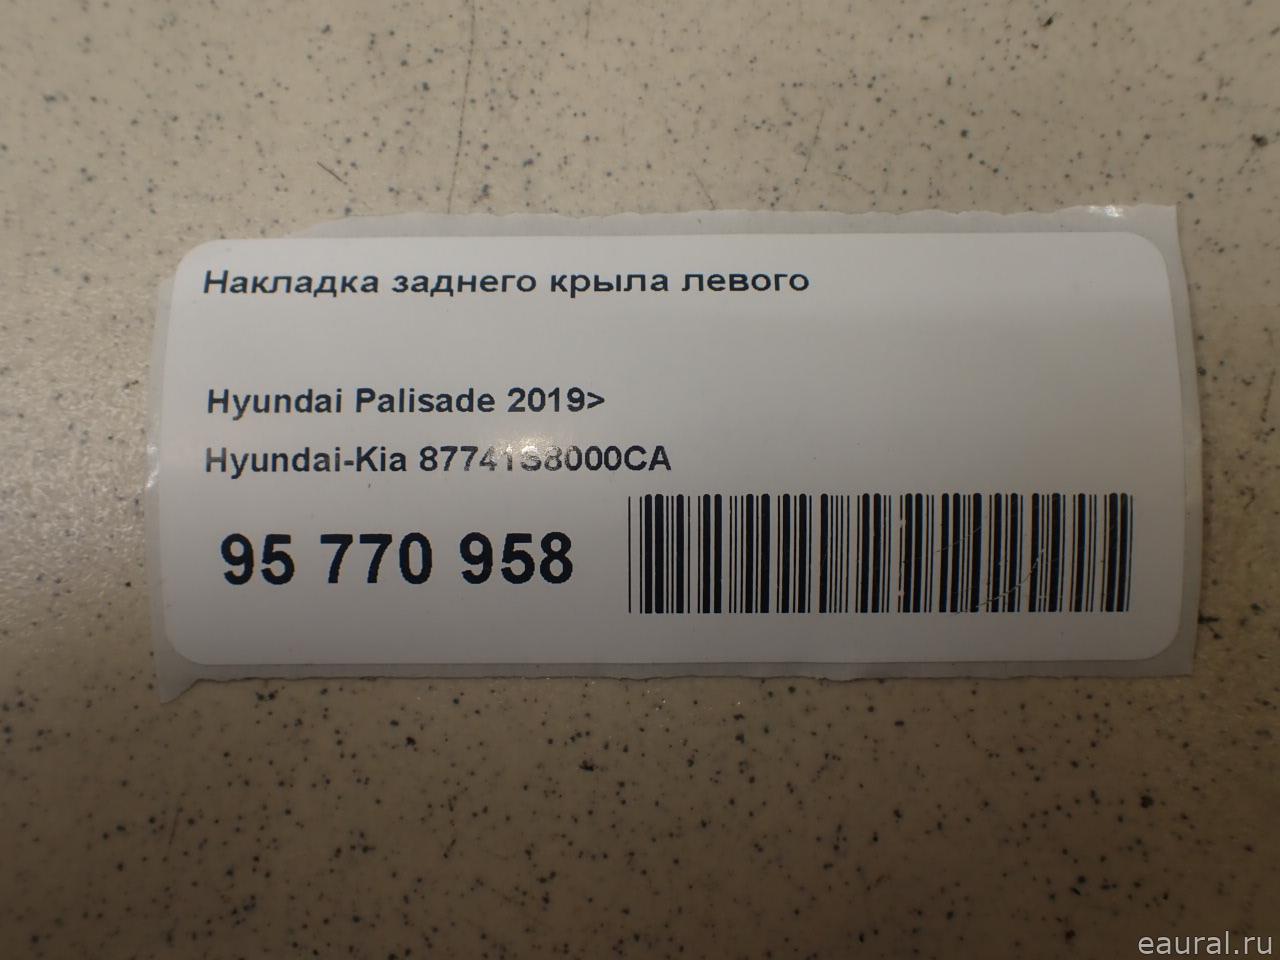 Накладка заднего крыла левого
Hyundai Palisade 2019>
Hyundai-Kia 87741S8000CA
95 770 958
eaural.ru